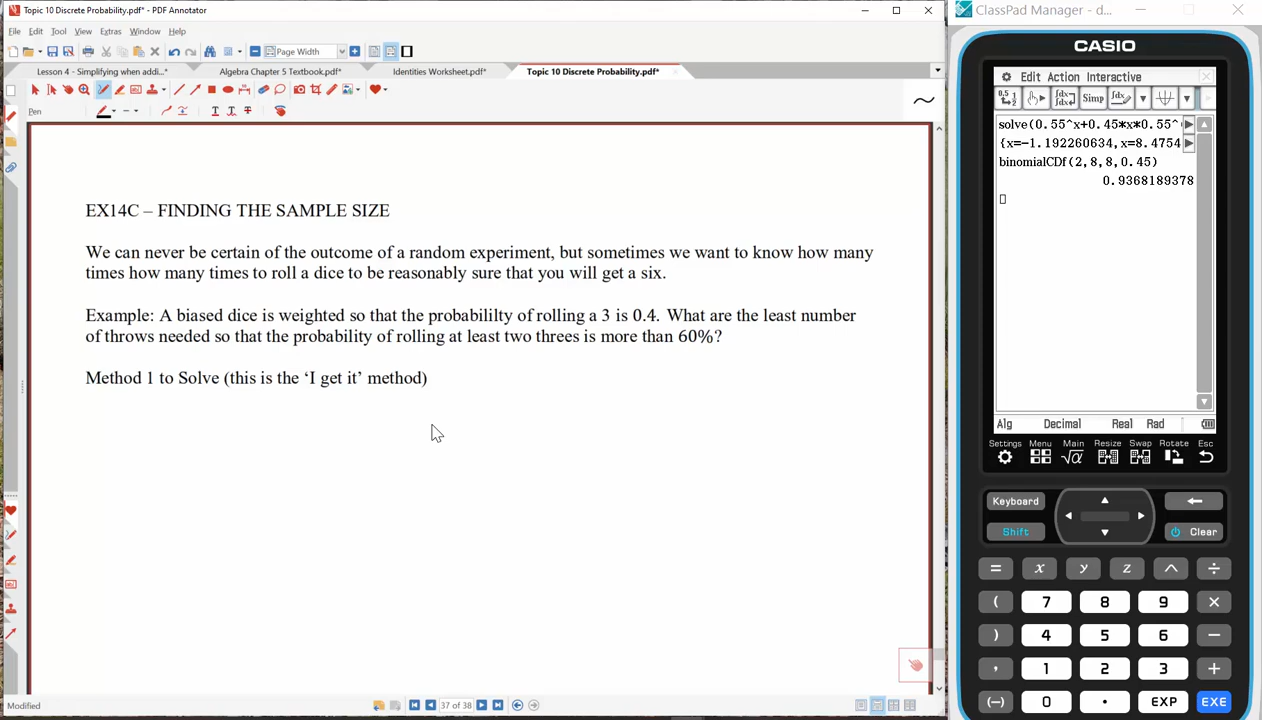 Topic 10 Discrete Probability.pdf* - PDF Annotator
File Edit Tool View Extras Window Help
Page Width
Lesson 4 - Simplifying when addi...* Algebra Chapter 5 Textbook.pdf* Identities Worksheet.pdf* Topic 10 Discrete Probability.pdf*
Pen
EX14C – FINDING THE SAMPLE SIZE
We can never be certain of the outcome of a random experiment, but sometimes we want to know how many
times how many times to roll a dice to be reasonably sure that you will get a six.
Example: A biased dice is weighted so that the probabililty of rolling a 3 is 0.4. What are the least number
of throws needed so that the probability of rolling at least two threes is more than 60%?
Method 1 to Solve (this is the ‘I get it’ method)
Modified
37 of 38
ClassPad Manager - d...
CASIO
Edit Action Interactive
Simp
solve(0.55^x+0.45*x*0.55^
{x=-1.192260634,x=8.4754
binomialCDf(2,8,8,0.45)
0.9368189378
Alg Decimal Real Rad
Settings Menu Main Resize Swap Rotate Esc
Keyboard
Shift Clear
= x y z ^ ÷
( 7 8 9 ×
) 4 5 6 −
, 1 2 3 +
(−) 0 . EXP EXE